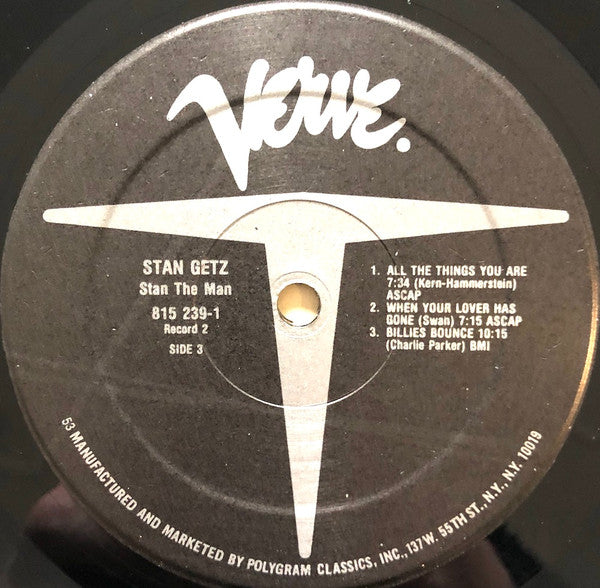 Verve.
STAN GETZ
Stan The Man
815 239-1
Record 2
SIDE 3
1. ALL THE THINGS YOU ARE
7:34 (Kern-Hammerstein)
ASCAP
2. WHEN YOUR LOVER HAS
GONE (Swan) 7:15 ASCAP
3. BILLIES BOUNCE 10:15
(Charlie Parker) BMI
53 MANUFACTURED AND MARKETED BY POLYGRAM CLASSICS, INC., 137 W. 55TH ST., N.Y., N.Y. 10019